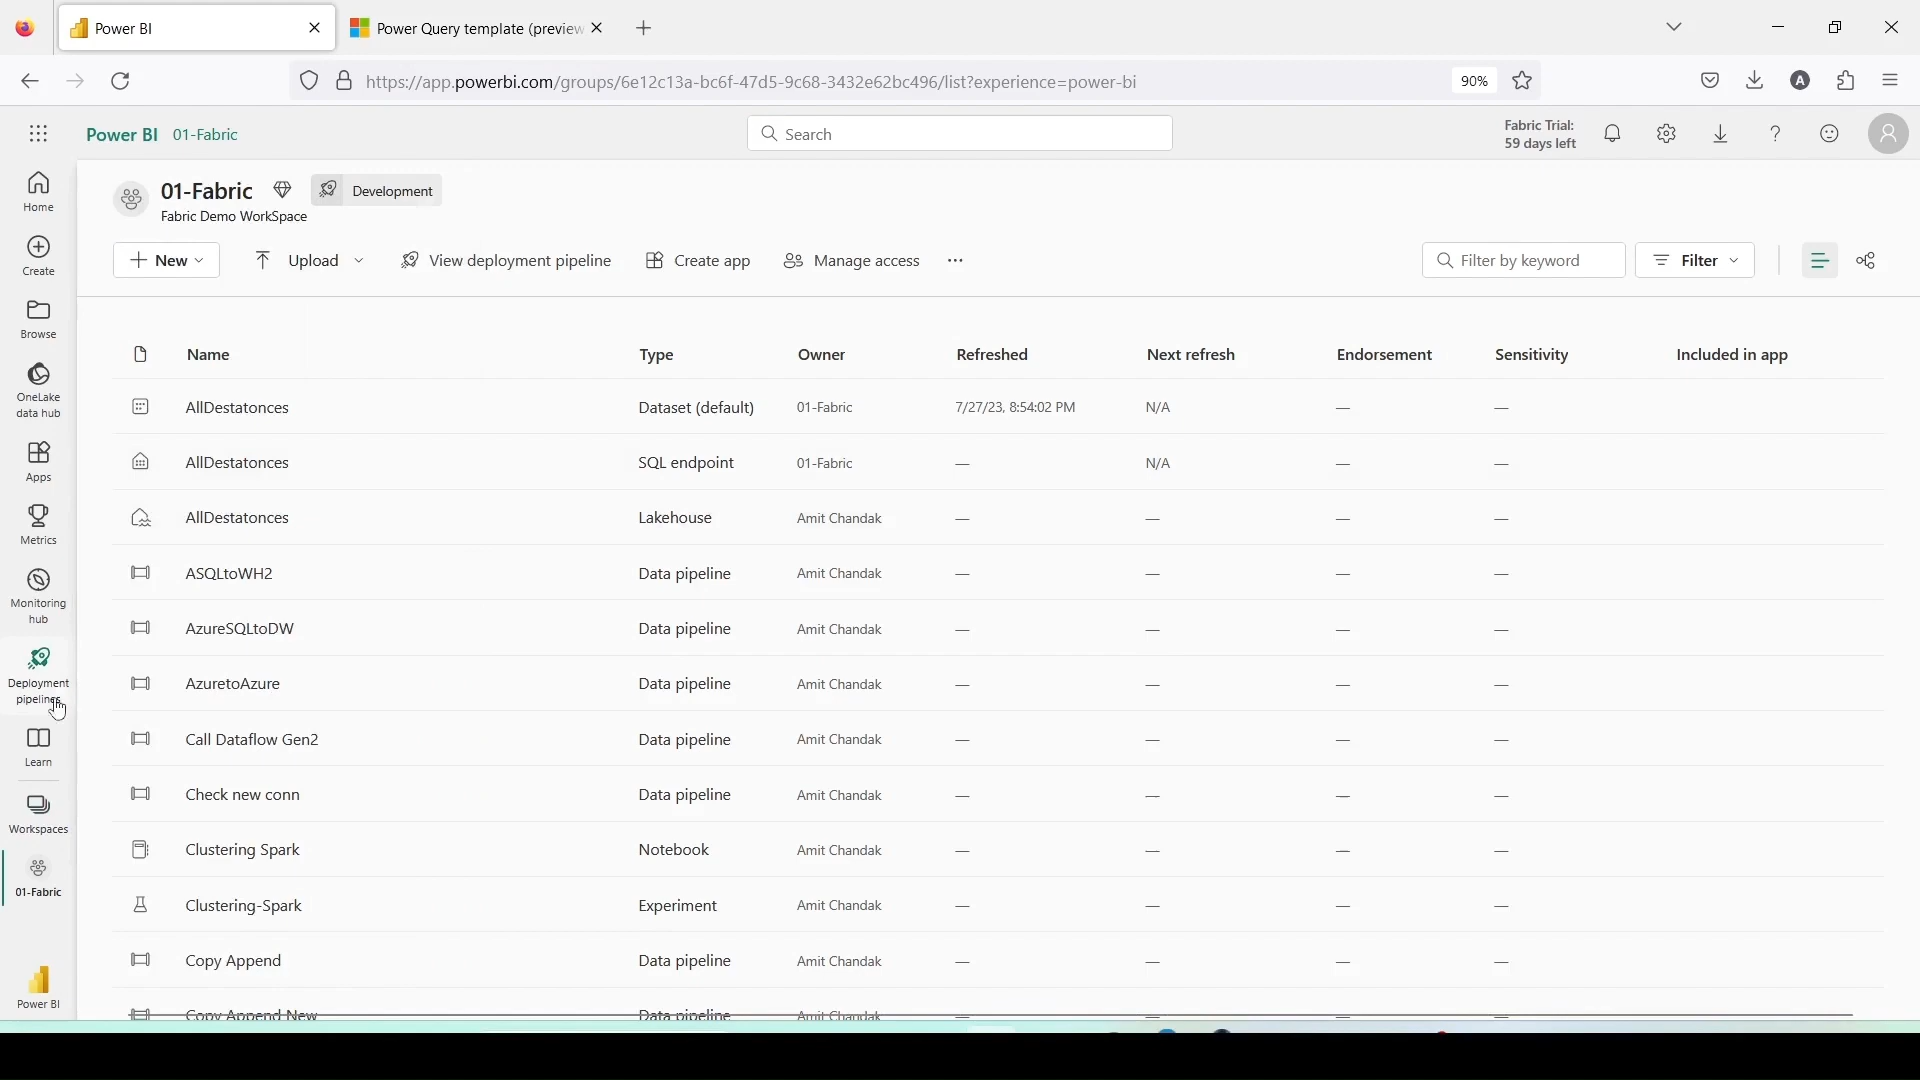 Power BI
Power Query template (preview
https://app.powerbi.com/groups/6e12c13a-bc6f-47d5-9c68-3432e62bc496/list?experience=power-bi
90%
A
Power BI 01-Fabric
Search
Fabric Trial:
59 days left
Home
Create
Browse
OneLake
data hub
Apps
Metrics
Monitoring
hub
Deployment
pipelines
Learn
Workspaces
01-Fabric
Power BI
01-Fabric
Development
Fabric Demo WorkSpace
New
Upload
View deployment pipeline
Create app
Manage access
Filter by keyword
Filter
Name Type Owner Refreshed Next refresh Endorsement Sensitivity Included in app
AllDestatonces Dataset (default) 01-Fabric 7/27/23, 8:54:02 PM N/A — —
AllDestatonces SQL endpoint 01-Fabric — N/A — —
AllDestatonces Lakehouse Amit Chandak — — — —
ASQLtoWH2 Data pipeline Amit Chandak — — — —
AzureSQLtoDW Data pipeline Amit Chandak — — — —
AzuretoAzure Data pipeline Amit Chandak — — — —
Call Dataflow Gen2 Data pipeline Amit Chandak — — — —
Check new conn Data pipeline Amit Chandak — — — —
Clustering Spark Notebook Amit Chandak — — — —
Clustering-Spark Experiment Amit Chandak — — — —
Copy Append Data pipeline Amit Chandak — — — —
Copy Append New Data pipeline Amit Chandak — — — —